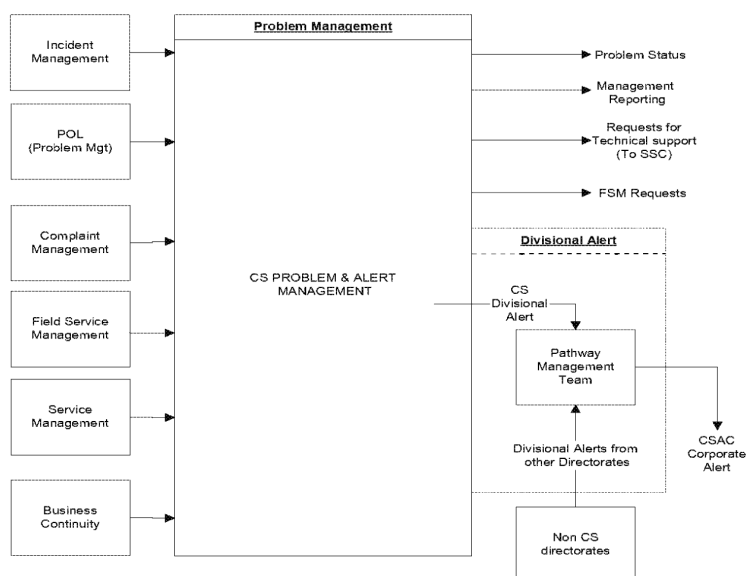 Problem Management
Incident
Management
POL
(Problem Mgt)
Complaint
Management
Field Service
Management
Service
Management
Business
Continuity
CS PROBLEM & ALERT
MANAGEMENT
Problem Status
Management
Reporting
Requests for
Technical support
(To SSC)
FSM Requests
Divisional Alert
CS
Divisional
Alert
Pathway
Management
Team
Divisional Alerts from
other Directorates
Non CS
directorates
CSAC
Corporate
Alert